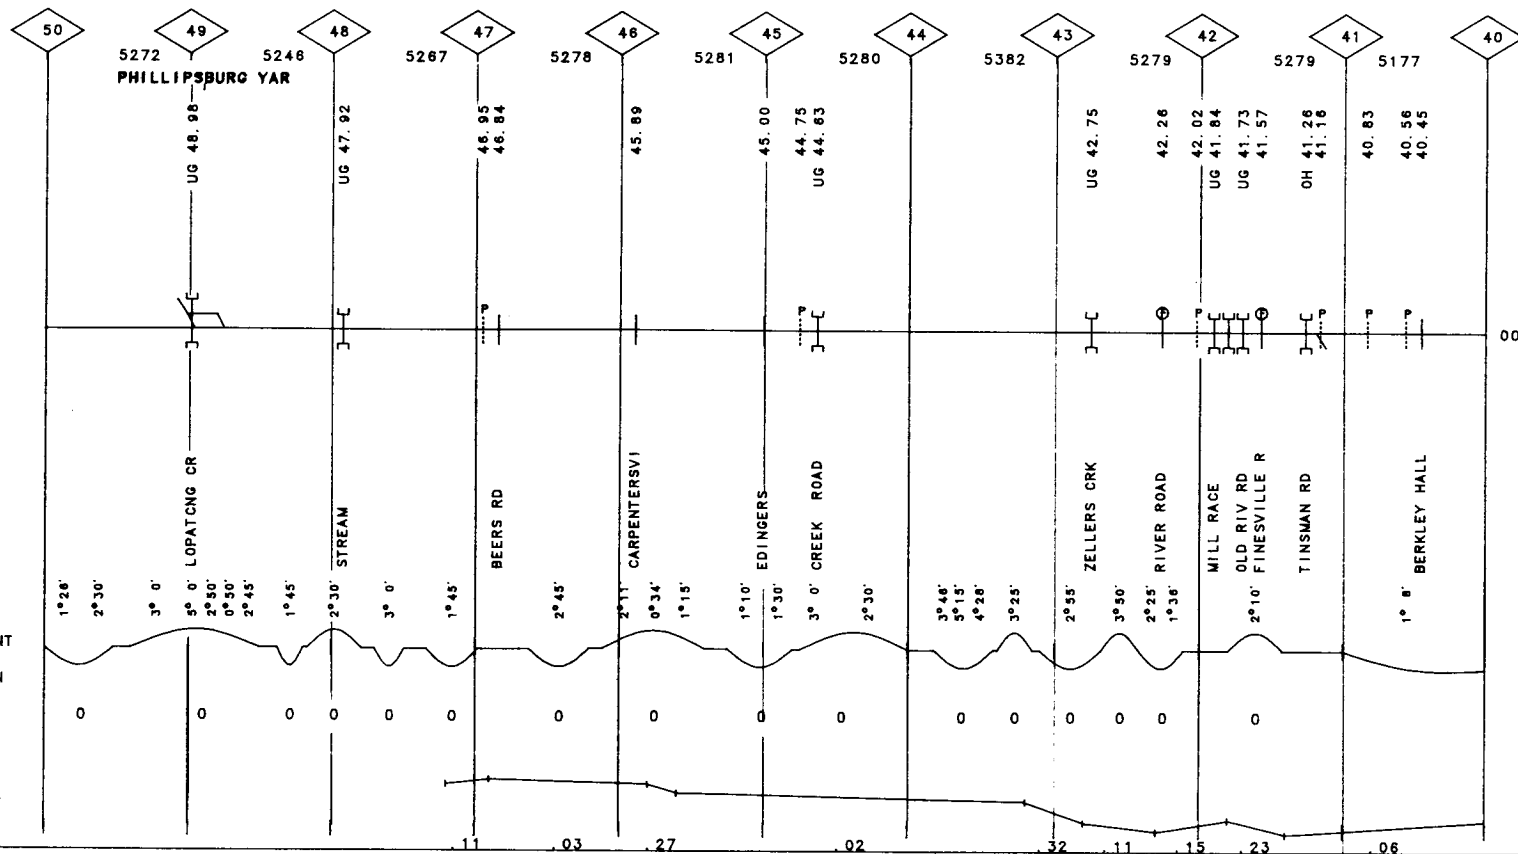 50 49 48 47 46 45 44 43 42 41 40
5272 5246 5267 5278 5281 5280 5382 5279 5279 5177
PHILLIPSBURG YAR
UG 48.98
UG 47.92
46.95
46.84
45.89
45.00
44.75
UG 44.63
UG 42.75
42.26
42.02
UG 41.84
UG 41.73
41.57
OH 41.26
41.16
40.83
40.56
40.45
P P P P P P
F F
00
LOPATCNG CR
STREAM
BEERS RD
CARPENTERSVI
EDINGERS
CREEK ROAD
ZELLERS CRK
RIVER ROAD
MILL RACE
OLD RIV RD
FINESVILLE R
TINSMAN RD
BERKLEY HALL
1°26'
2°30'
3° 0'
5° 0'
2°50'
0°50'
2°45'
1°45'
2°30'
3° 0'
1°45'
2°45'
2°11'
0°34'
1°15'
1°10'
1°30'
3° 0'
2°30'
3°46'
5°15'
4°28'
3°25'
2°55'
3°50'
2°25'
1°36'
2°10'
1° 8'
NT
N
0 0 0 0 0 0 0 0 0 0 0 0 0 0 0 0
.11 .03 .27 .02 .32 .11 .15 .23 .06